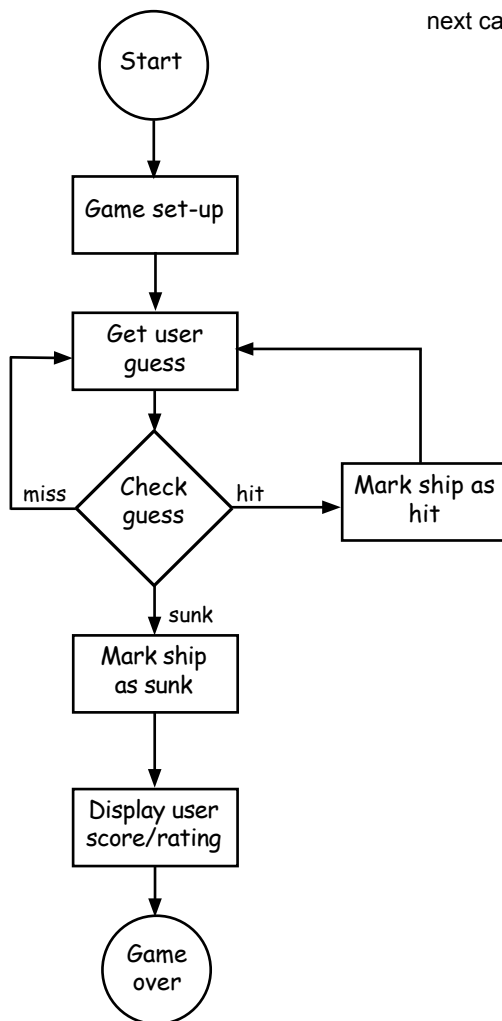 next ca
Start
Game set-up
Get user
guess
miss
Check
guess
hit
Mark ship as
hit
sunk
Mark ship
as sunk
Display user
score/rating
Game
over